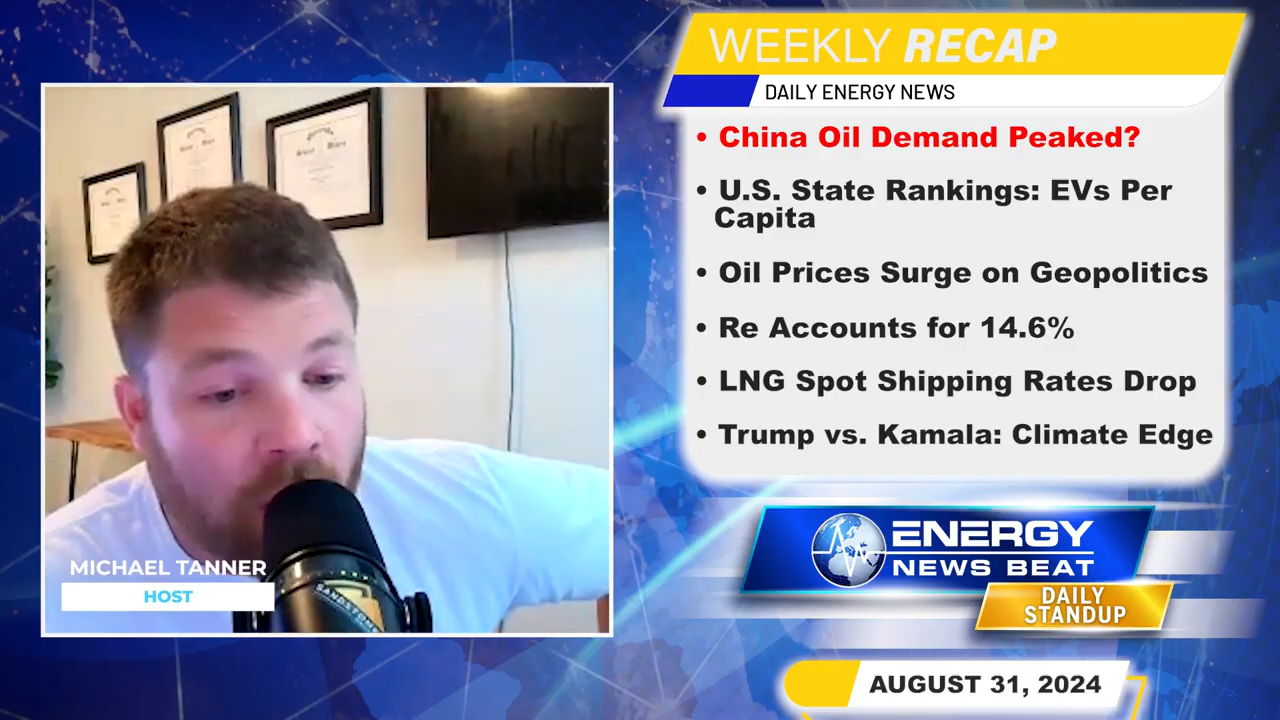 WEEKLY RECAP
DAILY ENERGY NEWS
• China Oil Demand Peaked?
• U.S. State Rankings: EVs Per
Capita
• Oil Prices Surge on Geopolitics
• Re Accounts for 14.6%
• LNG Spot Shipping Rates Drop
• Trump vs. Kamala: Climate Edge
MICHAEL TANNER
HOST
ENERGY
NEWS BEAT
DAILY
STANDUP
AUGUST 31, 2024